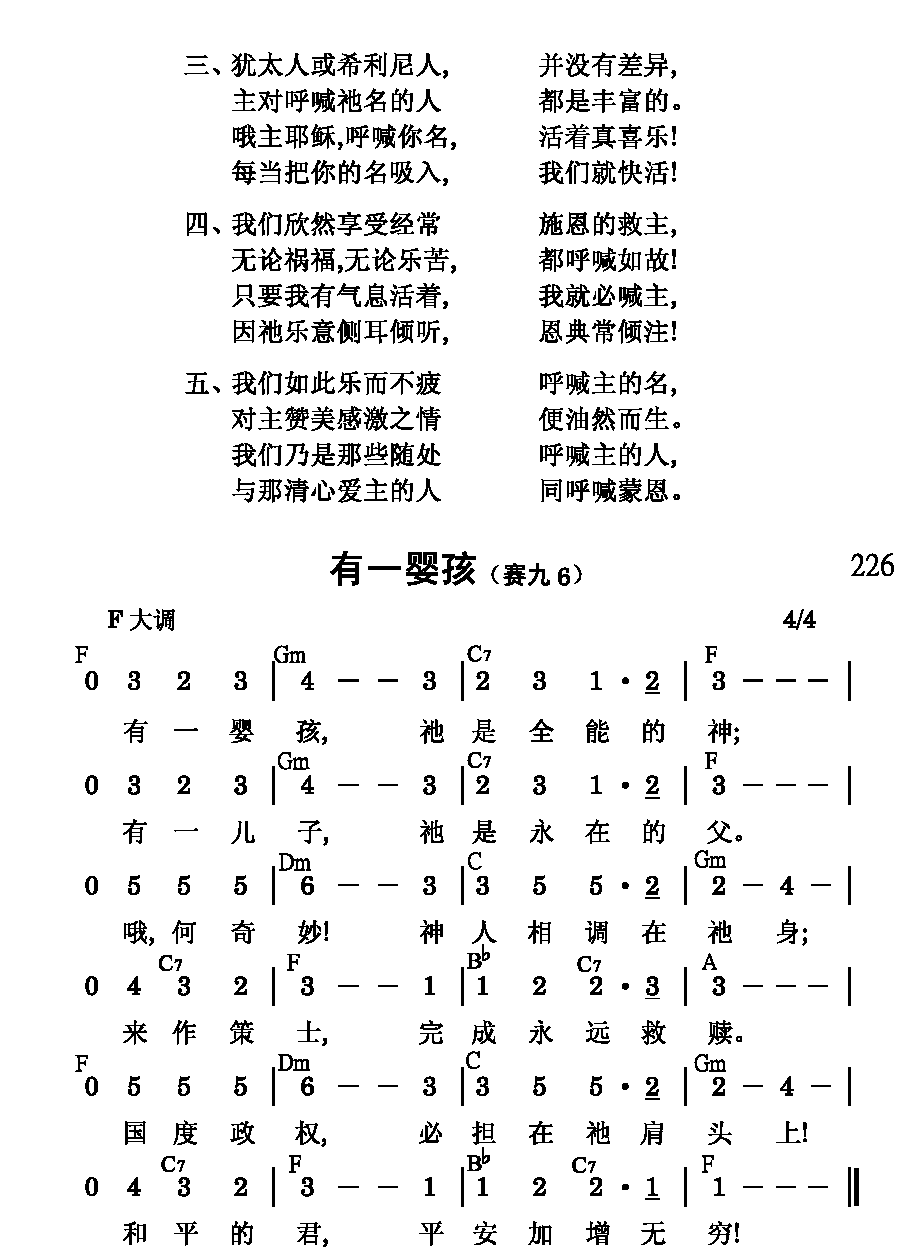 三、犹太人或希利尼人, 并没有差异,
主对呼喊祂名的人 都是丰富的。
哦主耶稣,呼喊你名, 活着真喜乐!
每当把你的名吸入, 我们就快活!
四、我们欣然享受经常 施恩的救主,
无论祸福,无论乐苦, 都呼喊如故!
只要我有气息活着, 我就必喊主,
因祂乐意侧耳倾听, 恩典常倾注!
五、我们如此乐而不疲 呼喊主的名,
对主赞美感激之情 便油然而生。
我们乃是那些随处 呼喊主的人,
与那清心爱主的人 同呼喊蒙恩。
有一婴孩（赛九 6） 226
F 大调 4/4
F Gm C7 F
0 3 2 3 | 4 − − 3 | 2 3 1 · 2 | 3 − − − |
有 一 婴 孩, 祂 是 全 能 的 神;
Gm C7 F
0 3 2 3 | 4 − − 3 | 2 3 1 · 2 | 3 − − − |
有 一 儿 子, 祂 是 永 在 的 父。
Dm C Gm
0 5 5 5 | 6 − − 3 | 3 5 5 · 2 | 2 − 4 − |
哦, 何 奇 妙! 神 人 相 调 在 祂 身;
C7 F B♭ C7 A
0 4 3 2 | 3 − − 1 | 1 2 2 · 3 | 3 − − − |
来 作 策 士, 完 成 永 远 救 赎。
F Dm C Gm
0 5 5 5 | 6 − − 3 | 3 5 5 · 2 | 2 − 4 − |
国 度 政 权, 必 担 在 祂 肩 头 上!
C7 F B♭ C7 F
0 4 3 2 | 3 − − 1 | 1 2 2 · 1 | 1 − − − ‖
和 平 的 君, 平 安 加 增 无 穷!